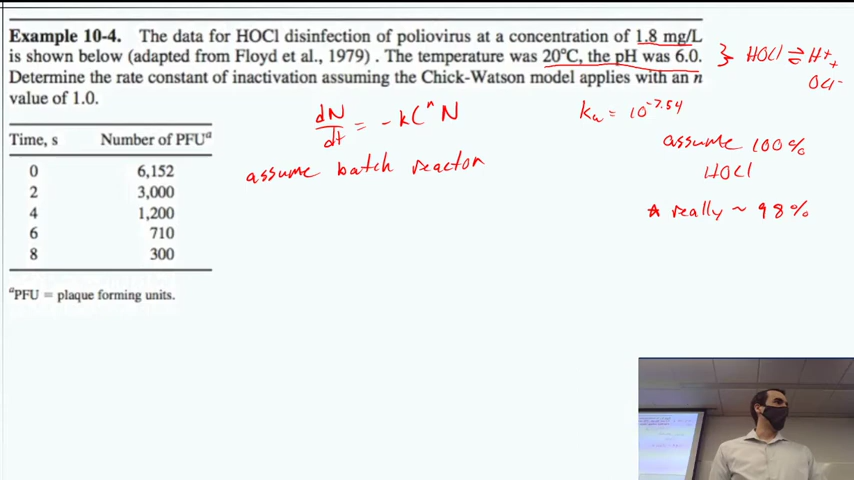 Example 10-4. The data for HOCl disinfection of poliovirus at a concentration of 1.8 mg/L
is shown below (adapted from Floyd et al., 1979) . The temperature was 20°C, the pH was 6.0.
Determine the rate constant of inactivation assuming the Chick-Watson model applies with an n
value of 1.0.
} HOCl ⇌ H+ +
OCl-
dN/dt = -kC^n N
kw = 10^-7.54
assume batch reactor
assume 100%
HOCl
* really ~ 98%
Time, s Number of PFUᵃ
0 6,152
2 3,000
4 1,200
6 710
8 300
ᵃPFU = plaque forming units.